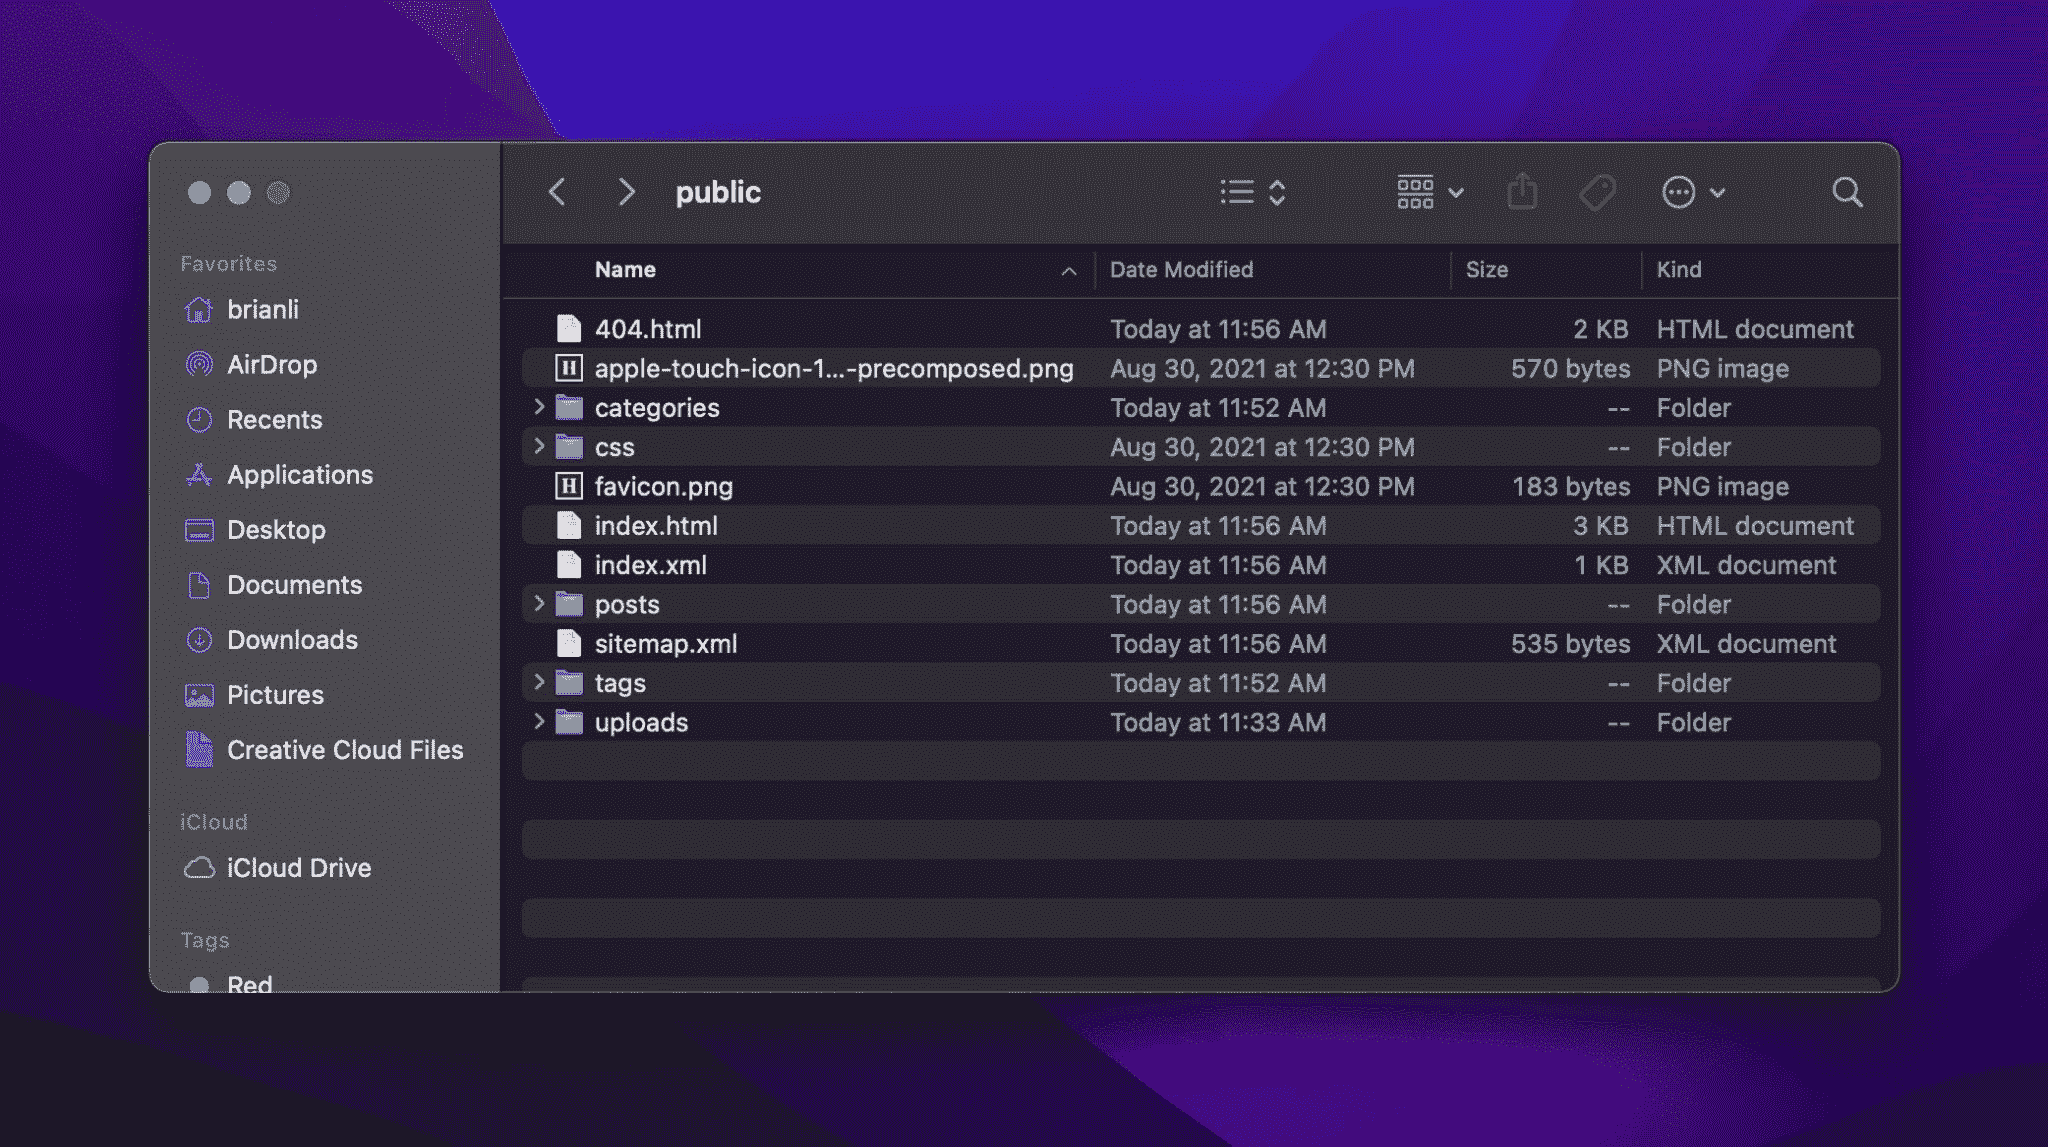 public
Favorites
brianli
AirDrop
Recents
Applications
Desktop
Documents
Downloads
Pictures
Creative Cloud Files
iCloud
iCloud Drive
Tags
Red
Name Date Modified Size Kind
404.html Today at 11:56 AM 2 KB HTML document
H apple-touch-icon-1...-precomposed.png Aug 30, 2021 at 12:30 PM 570 bytes PNG image
categories Today at 11:52 AM -- Folder
css Aug 30, 2021 at 12:30 PM -- Folder
H favicon.png Aug 30, 2021 at 12:30 PM 183 bytes PNG image
index.html Today at 11:56 AM 3 KB HTML document
index.xml Today at 11:56 AM 1 KB XML document
posts Today at 11:56 AM -- Folder
sitemap.xml Today at 11:56 AM 535 bytes XML document
tags Today at 11:52 AM -- Folder
uploads Today at 11:33 AM -- Folder